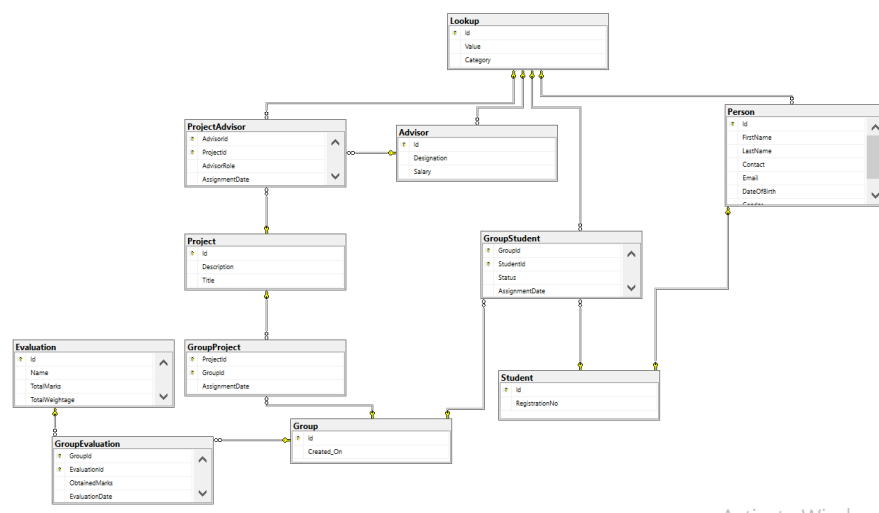 Lookup
Id
Value
Category
ProjectAdvisor
AdvisorId
ProjectId
AdvisorRole
AssignmentDate
Advisor
Id
Designation
Salary
Person
Id
FirstName
LastName
Contact
Email
DateOfBirth
Project
Id
Description
Title
GroupStudent
GroupId
StudentId
Status
AssignmentDate
Evaluation
Id
Name
TotalMarks
TotalWeightage
GroupProject
ProjectId
GroupId
AssignmentDate
Student
Id
RegistrationNo
Group
Id
Created_On
GroupEvaluation
GroupId
EvaluationId
ObtainedMarks
EvaluationDate